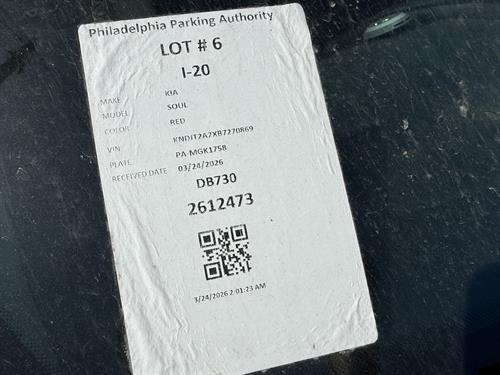 Philadelphia Parking Authority
LOT # 6
I-20
MAKE KIA
MODEL SOUL
COLOR RED
VIN KNDJT2A2XB7270869
PLATE PA-MGK1758
RECEIVED DATE 03/24/2026
DB730
2612473
3/24/2026 2:01:23 AM